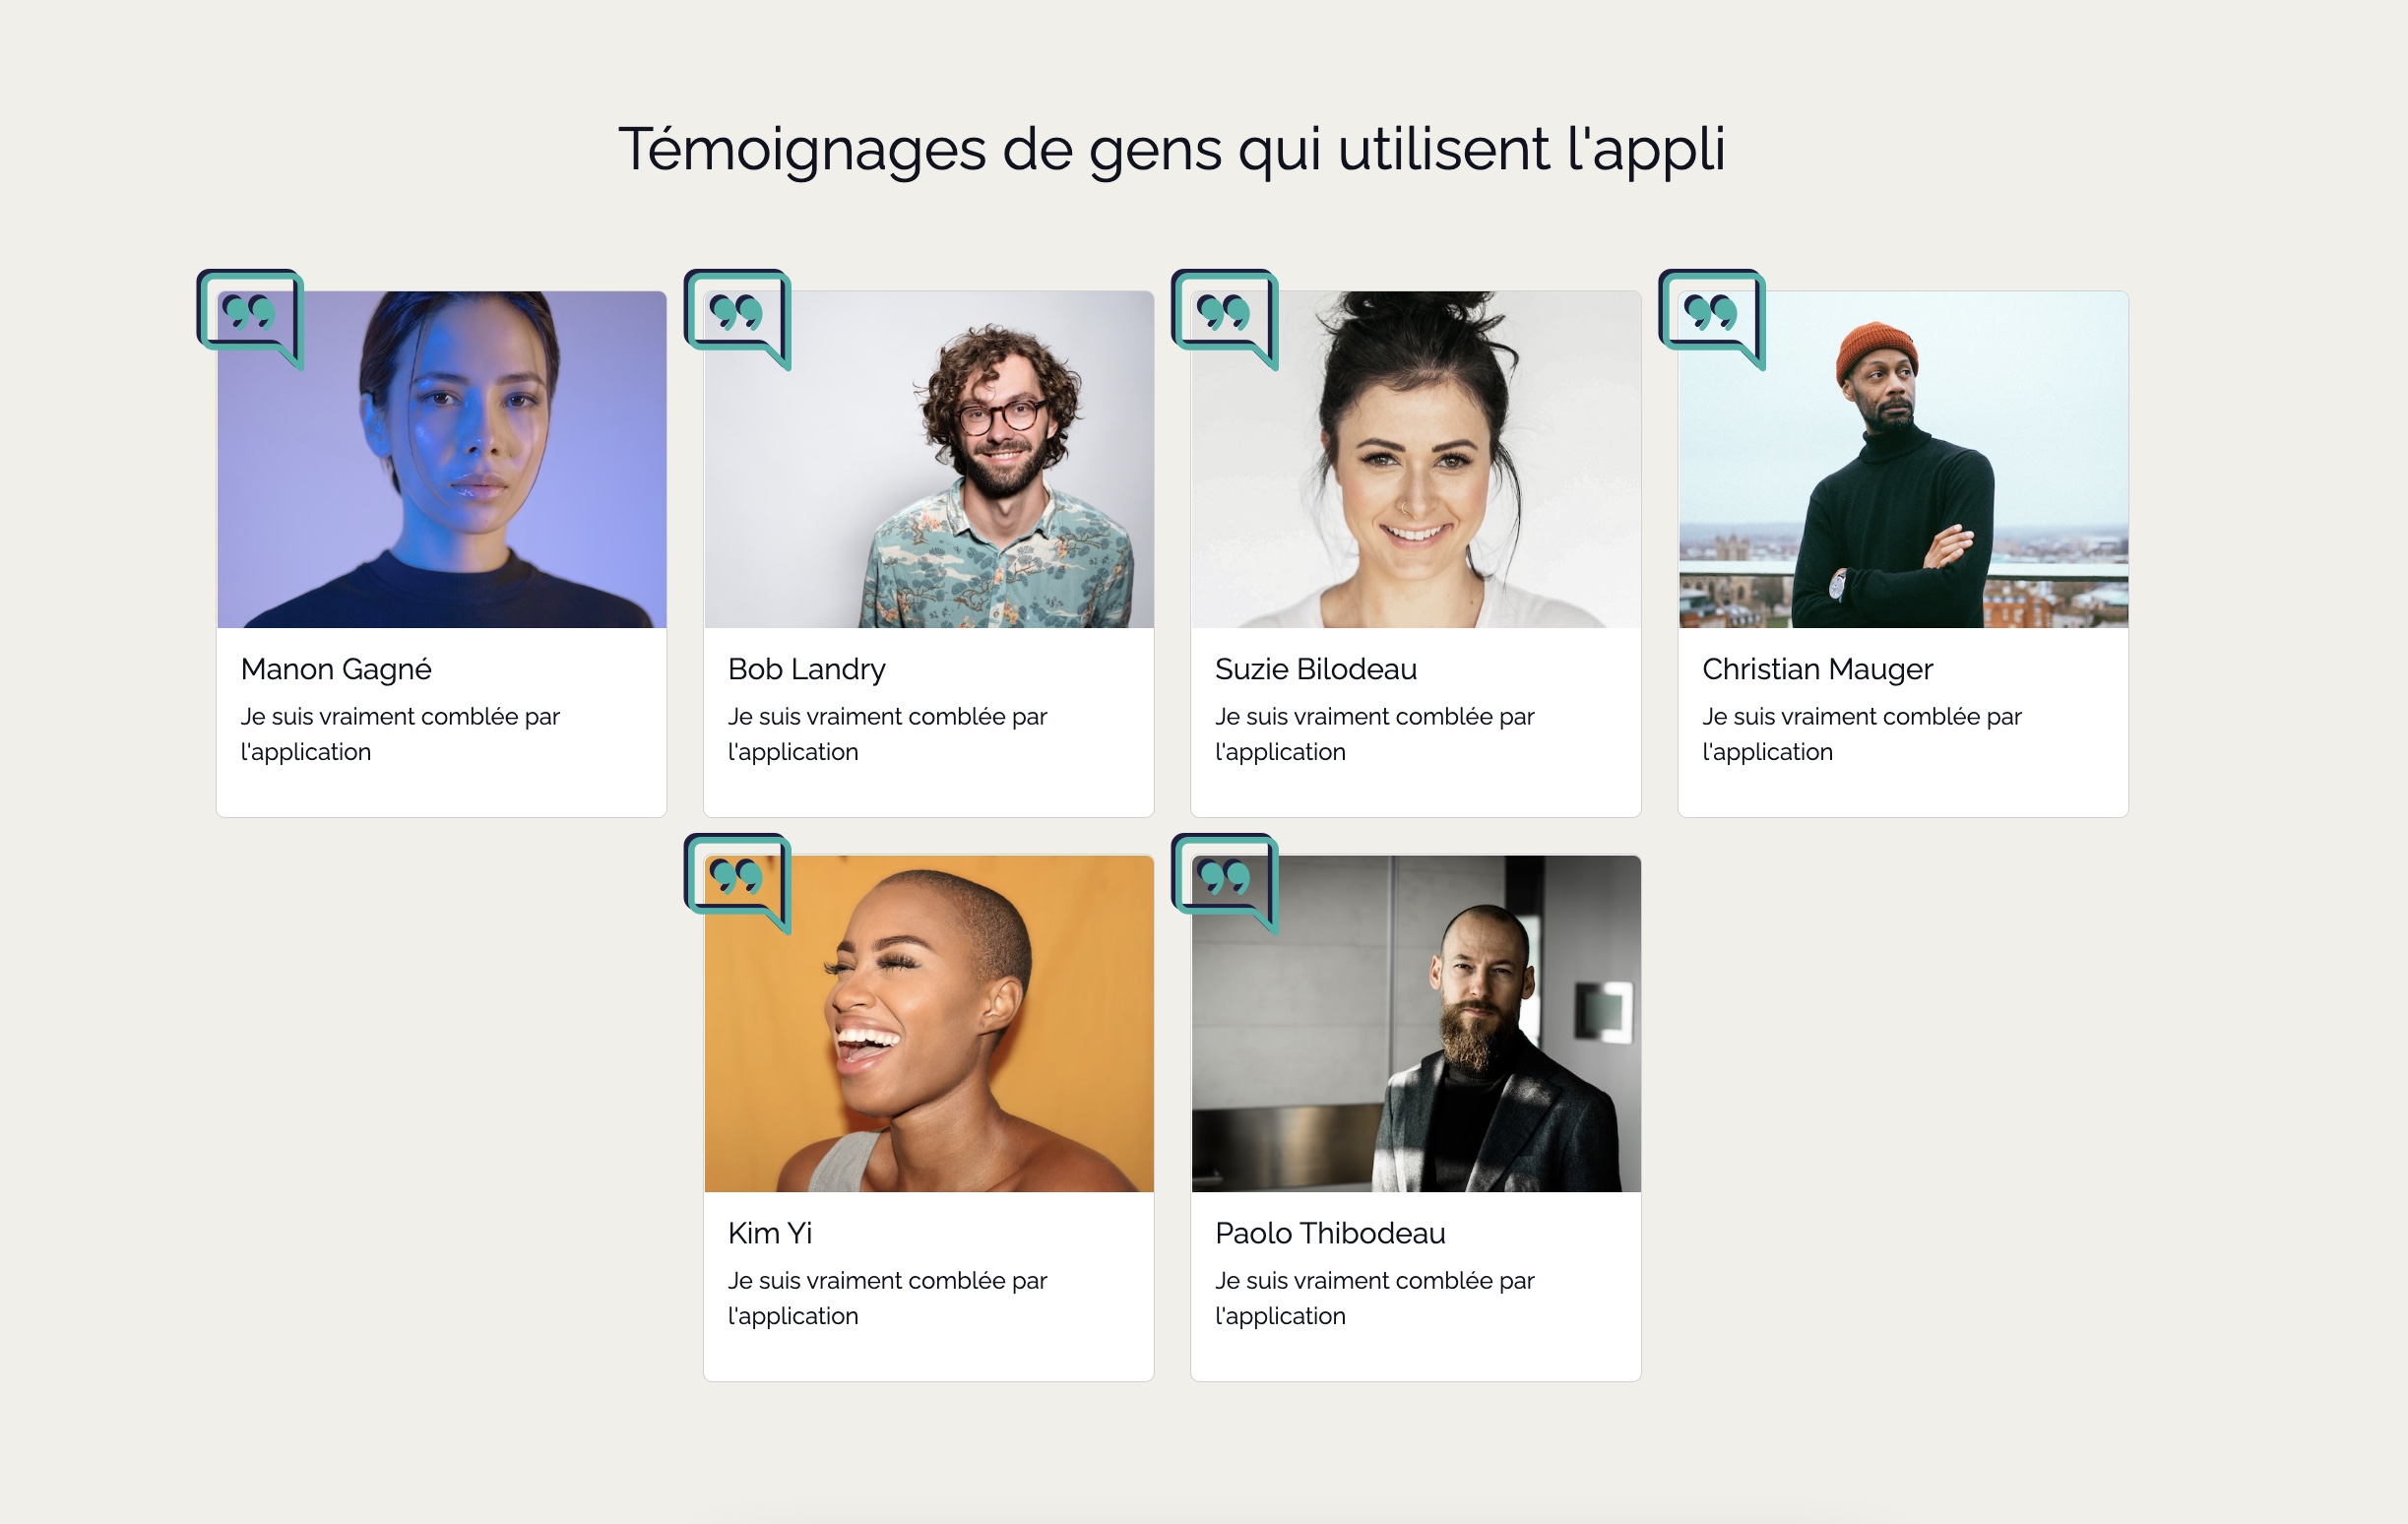 Témoignages de gens qui utilisent l'appli
Manon Gagné
Je suis vraiment comblée par
l'application
Bob Landry
Je suis vraiment comblée par
l'application
Suzie Bilodeau
Je suis vraiment comblée par
l'application
Christian Mauger
Je suis vraiment comblée par
l'application
Kim Yi
Je suis vraiment comblée par
l'application
Paolo Thibodeau
Je suis vraiment comblée par
l'application